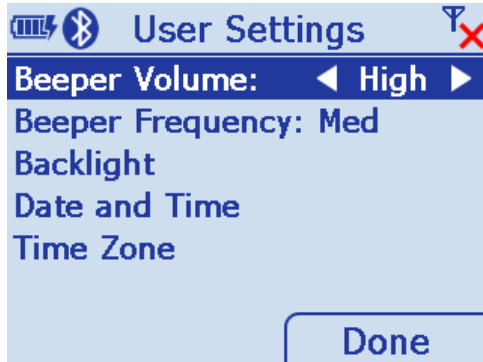 User Settings
Beeper Volume: High
Beeper Frequency: Med
Backlight
Date and Time
Time Zone
Done